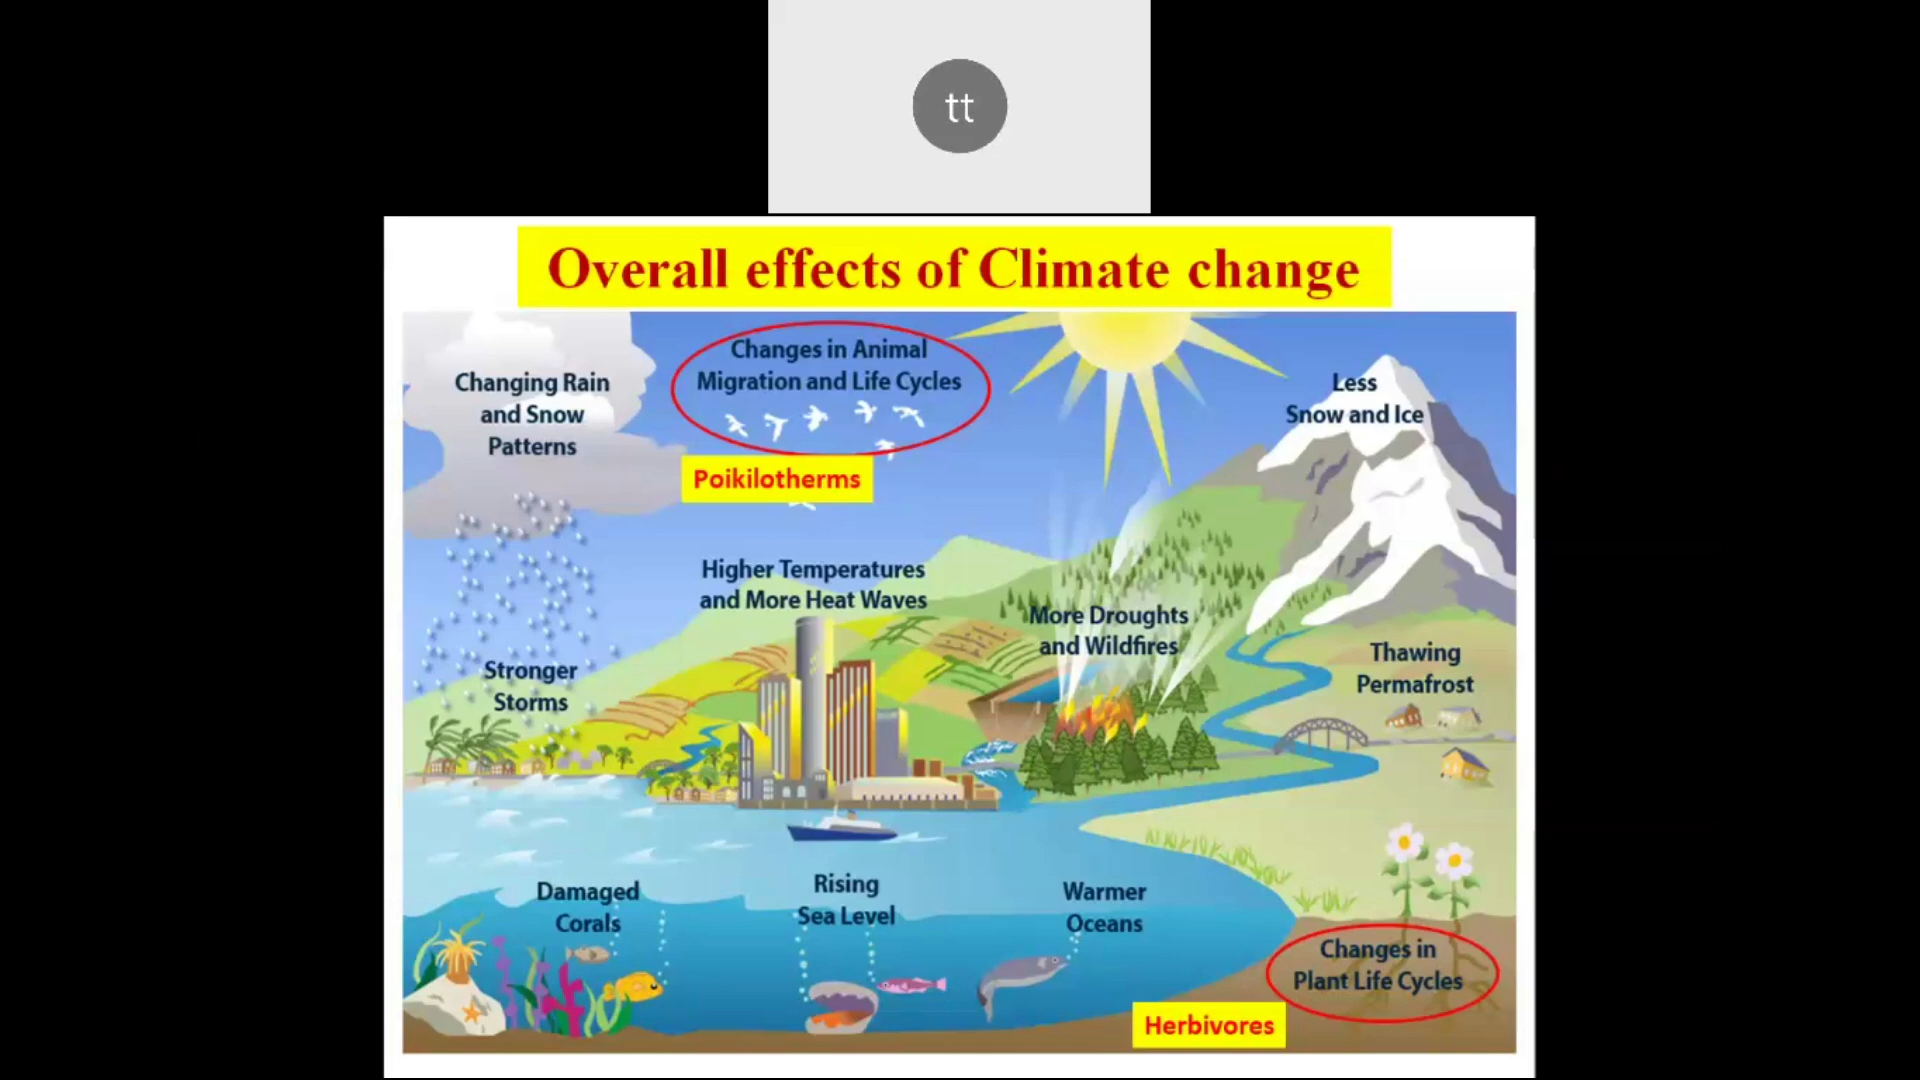 tt
Overall effects of Climate change
Changing Rain
and Snow
Patterns
Changes in Animal
Migration and Life Cycles
Poikilotherms
Less
Snow and Ice
Higher Temperatures
and More Heat Waves
More Droughts
and Wildfires
Stronger
Storms
Thawing
Permafrost
Damaged
Corals
Rising
Sea Level
Warmer
Oceans
Changes in
Plant Life Cycles
Herbivores